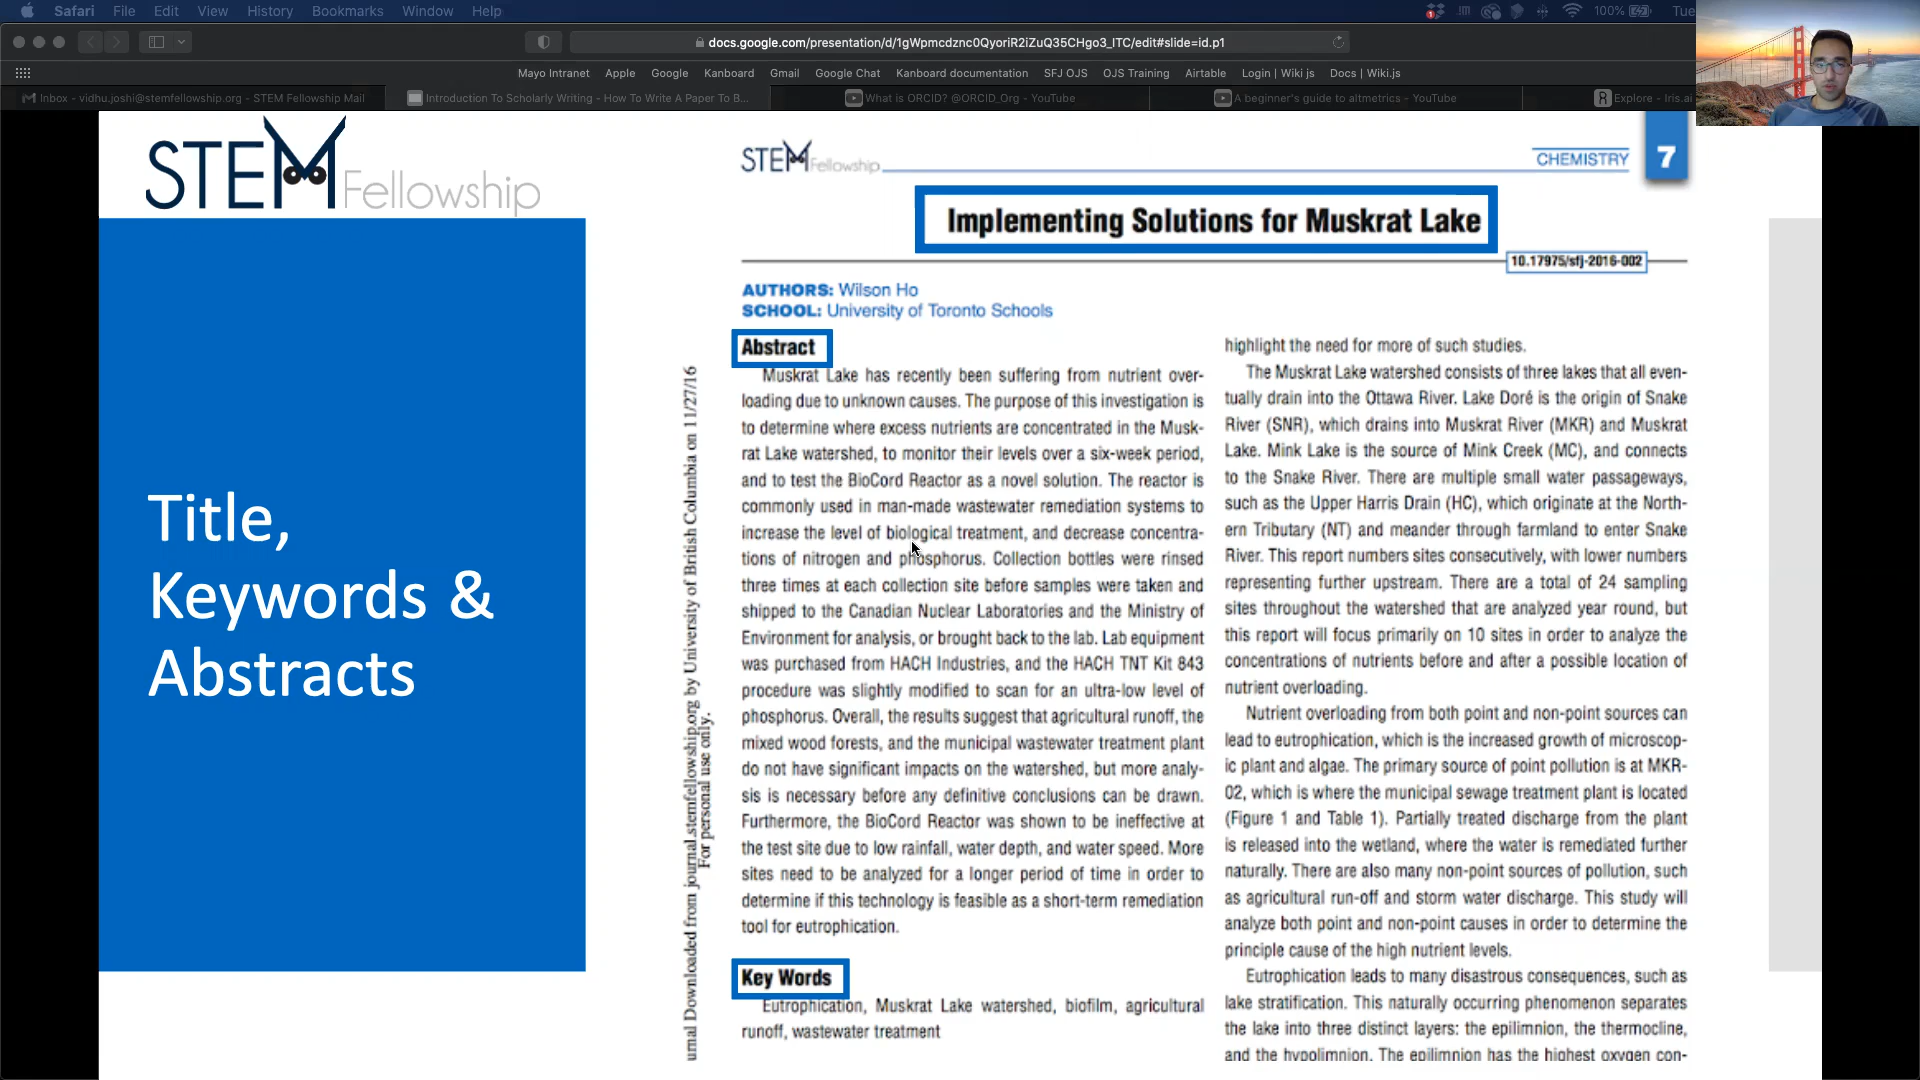 Safari File Edit View History Bookmarks Window Help 100% Tue
docs.google.com/presentation/d/1gWpmcdznc0QyoriR2iZuQ35CHgo3_ITC/edit#slide=id.p1
Mayo Intranet Apple Google Kanboard Gmail Google Chat Kanboard documentation SFJ OJS OJS Training Airtable Login | Wiki js Docs | Wiki.js
Inbox - vidhu.joshi@stemfellowship.org - STEM Fellowship Mail Introduction To Scholarly Writing - How To Write A Paper To B... What is ORCID? @ORCID_Org - YouTube A beginner's guide to altmetrics - YouTube Explore - Iris.ai
STEM Fellowship
Title,
Keywords &
Abstracts
STEM Fellowship
CHEMISTRY 7
Implementing Solutions for Muskrat Lake
10.17975/sfj-2016-002
AUTHORS: Wilson Ho
SCHOOL: University of Toronto Schools
Abstract
Muskrat Lake has recently been suffering from nutrient over-
loading due to unknown causes. The purpose of this investigation is
to determine where excess nutrients are concentrated in the Musk-
rat Lake watershed, to monitor their levels over a six-week period,
and to test the BioCord Reactor as a novel solution. The reactor is
commonly used in man-made wastewater remediation systems to
increase the level of biological treatment, and decrease concentra-
tions of nitrogen and phosphorus. Collection bottles were rinsed
three times at each collection site before samples were taken and
shipped to the Canadian Nuclear Laboratories and the Ministry of
Environment for analysis, or brought back to the lab. Lab equipment
was purchased from HACH Industries, and the HACH TNT Kit 843
procedure was slightly modified to scan for an ultra-low level of
phosphorus. Overall, the results suggest that agricultural runoff, the
mixed wood forests, and the municipal wastewater treatment plant
do not have significant impacts on the watershed, but more analy-
sis is necessary before any definitive conclusions can be drawn.
Furthermore, the BioCord Reactor was shown to be ineffective at
the test site due to low rainfall, water depth, and water speed. More
sites need to be analyzed for a longer period of time in order to
determine if this technology is feasible as a short-term remediation
tool for eutrophication.
Key Words
Eutrophication, Muskrat Lake watershed, biofilm, agricultural
runoff, wastewater treatment
highlight the need for more of such studies.
The Muskrat Lake watershed consists of three lakes that all even-
tually drain into the Ottawa River. Lake Doré is the origin of Snake
River (SNR), which drains into Muskrat River (MKR) and Muskrat
Lake. Mink Lake is the source of Mink Creek (MC), and connects
to the Snake River. There are multiple small water passageways,
such as the Upper Harris Drain (HC), which originate at the North-
ern Tributary (NT) and meander through farmland to enter Snake
River. This report numbers sites consecutively, with lower numbers
representing further upstream. There are a total of 24 sampling
sites throughout the watershed that are analyzed year round, but
this report will focus primarily on 10 sites in order to analyze the
concentrations of nutrients before and after a possible location of
nutrient overloading.
Nutrient overloading from both point and non-point sources can
lead to eutrophication, which is the increased growth of microscop-
ic plant and algae. The primary source of point pollution is at MKR-
02, which is where the municipal sewage treatment plant is located
(Figure 1 and Table 1). Partially treated discharge from the plant
is released into the wetland, where the water is remediated further
naturally. There are also many non-point sources of pollution, such
as agricultural run-off and storm water discharge. This study will
analyze both point and non-point causes in order to determine the
principle cause of the high nutrient levels.
Eutrophication leads to many disastrous consequences, such as
lake stratification. This naturally occurring phenomenon separates
the lake into three distinct layers: the epilimnion, the thermocline,
and the hypolimnion. The epilimnion has the highest oxygen con-
urnal Downloaded from journal.stemfellowship.org by University of British Columbia on 11/27/16
For personal use only.